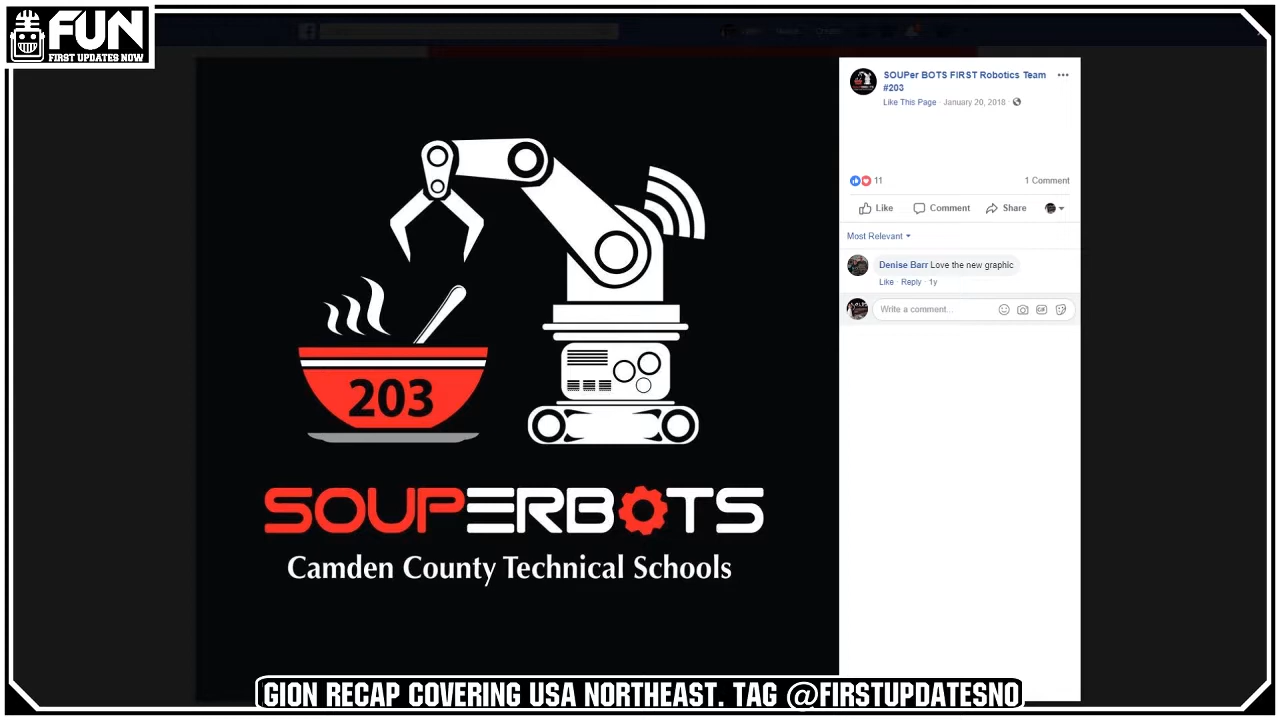 FUN
FIRST UPDATES NOW
SOUPer BOTS FIRST Robotics Team
#203
Like This Page · January 20, 2018 ·
11
1 Comment
Like
Comment
Share
Most Relevant
Denise Barr Love the new graphic
Like · Reply · 1y
Write a comment...
GIF
203
SOUPERBOTS
Camden County Technical Schools
GION RECAP COVERING USA NORTHEAST. TAG @FIRSTUPDATESNO